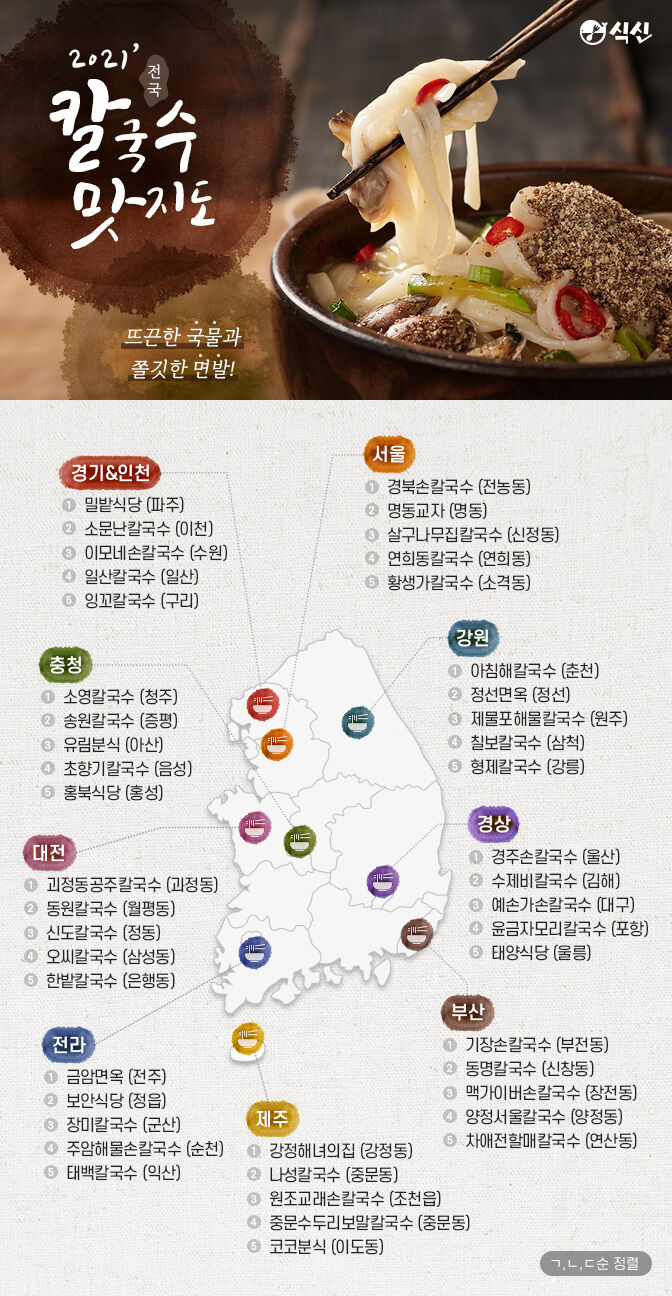 식신
2021’
전국
칼국수
맛지도
뜨끈한 국물과
쫄깃한 면발!
경기&인천
1 밀밭식당 (파주)
2 소문난칼국수 (이천)
3 이모네손칼국수 (수원)
4 일산칼국수 (일산)
5 잉꼬칼국수 (구리)
서울
1 경북손칼국수 (전농동)
2 명동교자 (명동)
3 살구나무집칼국수 (신정동)
4 연희동칼국수 (연희동)
5 황생가칼국수 (소격동)
충청
1 소영칼국수 (청주)
2 송원칼국수 (증평)
3 유림분식 (아산)
4 초향기칼국수 (음성)
5 홍북식당 (홍성)
강원
1 아침해칼국수 (춘천)
2 정선면옥 (정선)
3 제물포해물칼국수 (원주)
4 칠보칼국수 (삼척)
5 형제칼국수 (강릉)
대전
1 괴정동공주칼국수 (괴정동)
2 동원칼국수 (월평동)
3 신도칼국수 (정동)
4 오씨칼국수 (삼성동)
5 한밭칼국수 (은행동)
경상
1 경주손칼국수 (울산)
2 수제비칼국수 (김해)
3 예손가손칼국수 (대구)
4 윤금자모리칼국수 (포항)
5 태양식당 (울릉)
전라
1 금암면옥 (전주)
2 보안식당 (정읍)
3 장미칼국수 (군산)
4 주암해물손칼국수 (순천)
5 태백칼국수 (익산)
부산
1 기장손칼국수 (부전동)
2 동명칼국수 (신창동)
3 맥가이버손칼국수 (장전동)
4 양정서울칼국수 (양정동)
5 차애전할매칼국수 (연산동)
제주
1 강정해녀의집 (강정동)
2 나성칼국수 (중문동)
3 원조교래손칼국수 (조천읍)
4 중문수두리보말칼국수 (중문동)
5 코코분식 (이도동)
ㄱ,ㄴ,ㄷ순 정렬